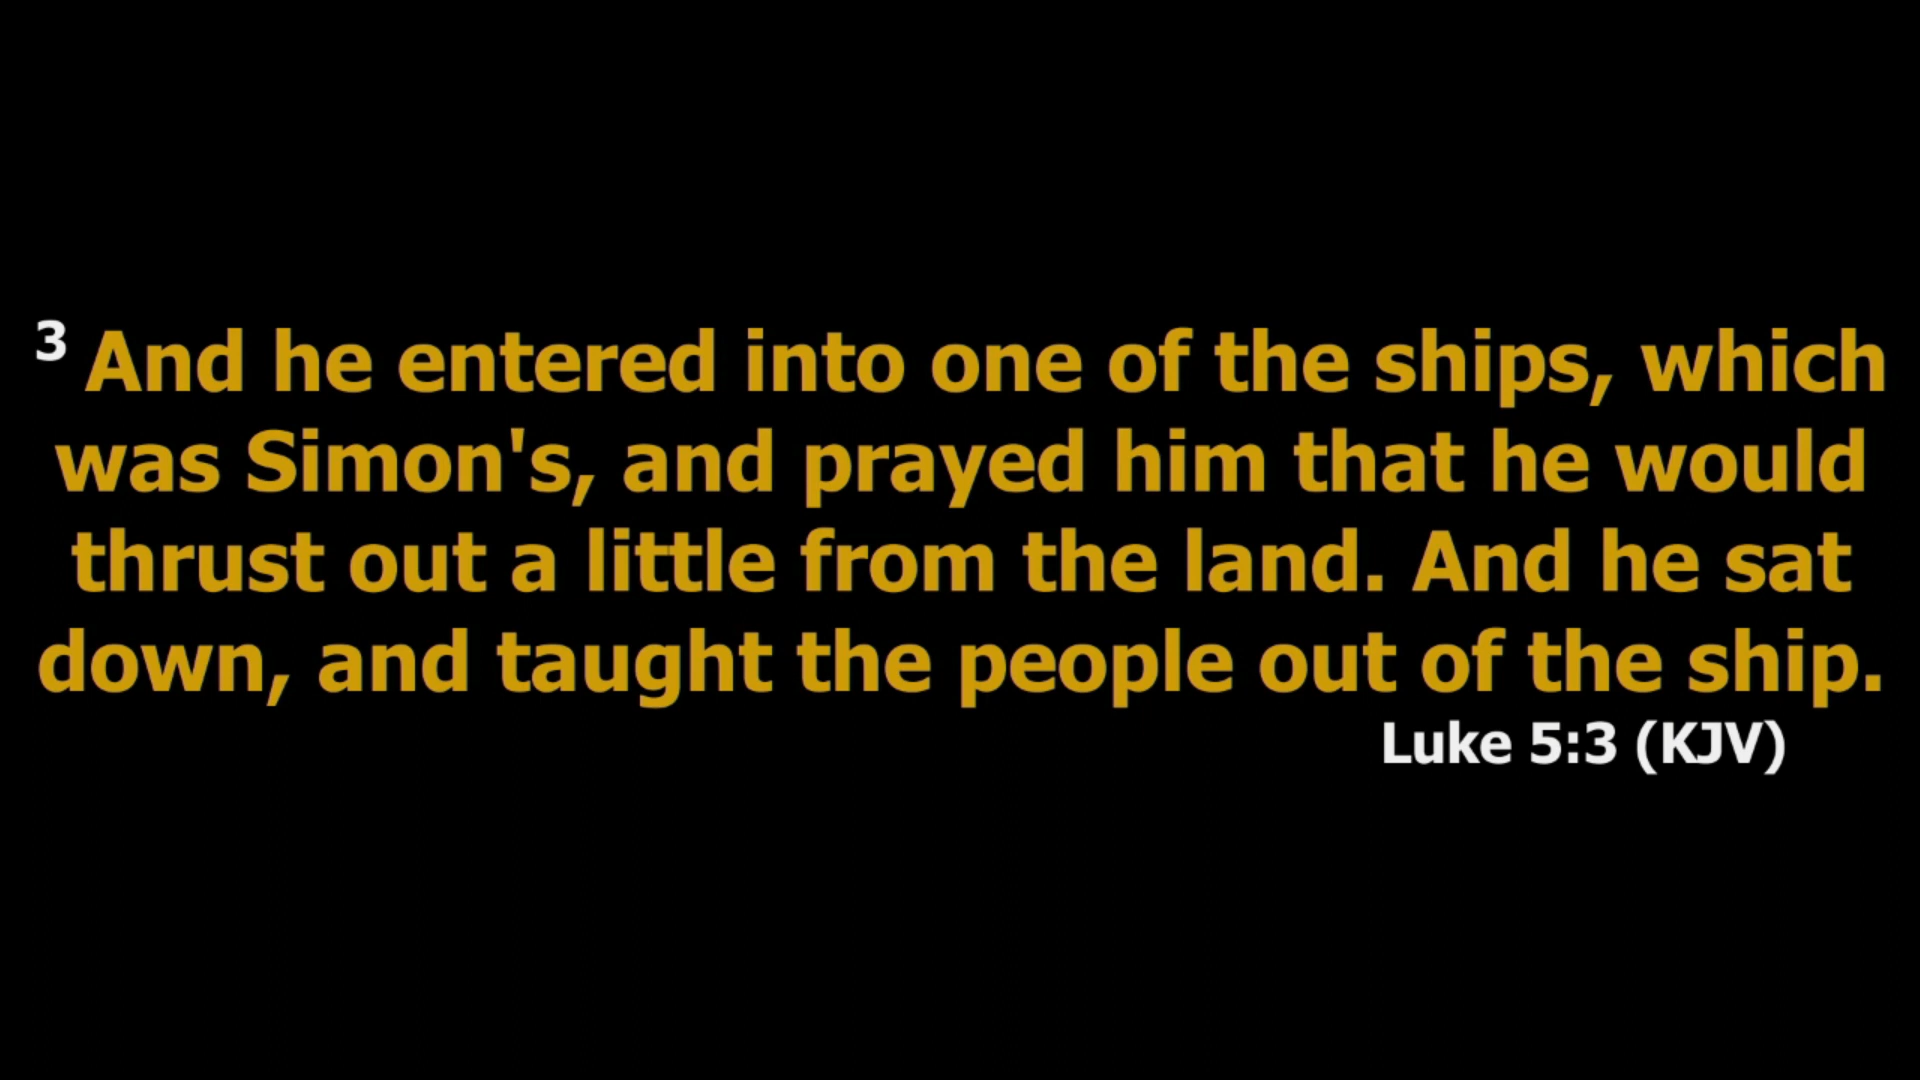 3 And he entered into one of the ships, which
was Simon's, and prayed him that he would
thrust out a little from the land. And he sat
down, and taught the people out of the ship.
Luke 5:3 (KJV)